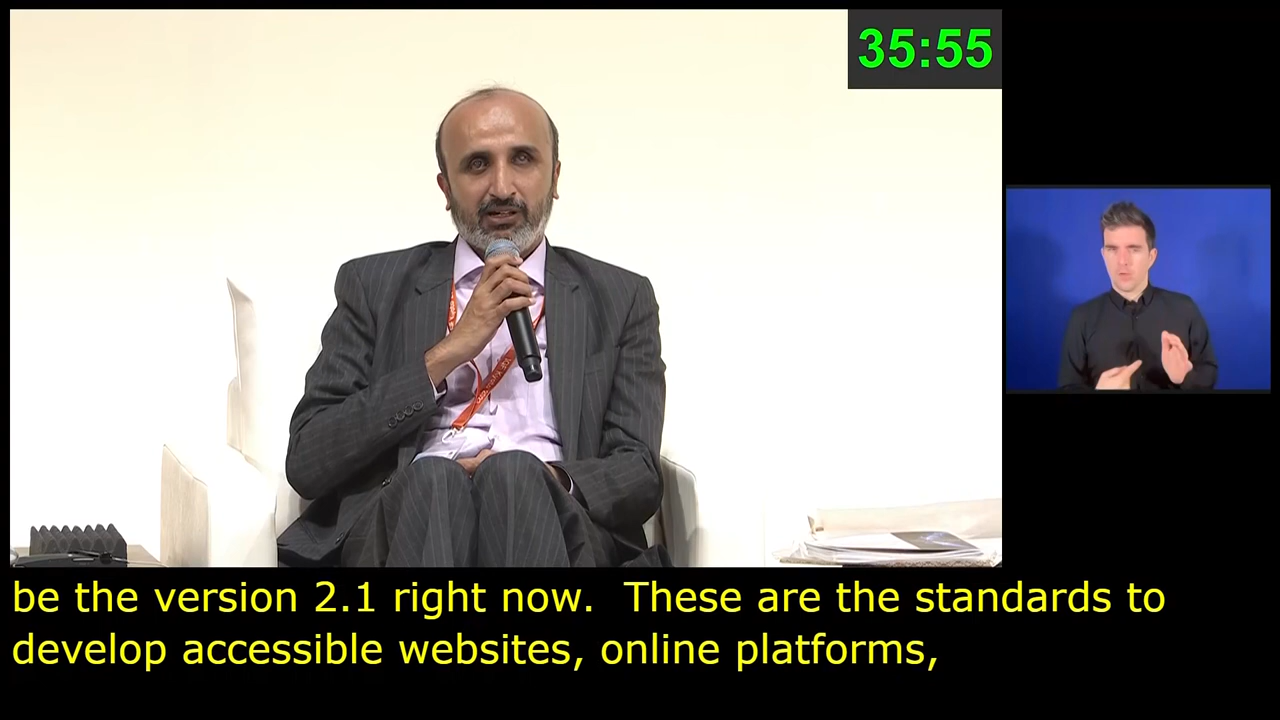 35:55
be the version 2.1 right now.  These are the standards to
develop accessible websites, online platforms,